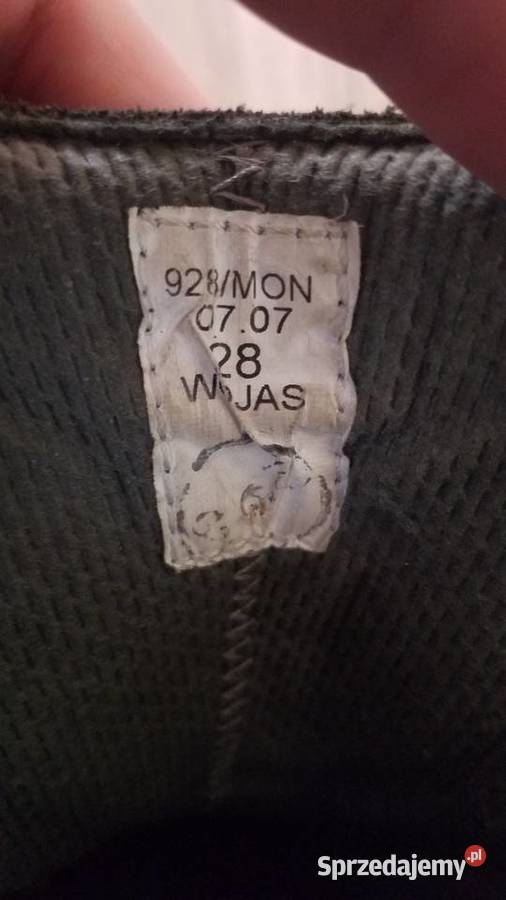 928/MON
07.07
28
WOJAS
Sprzedajemy.pl